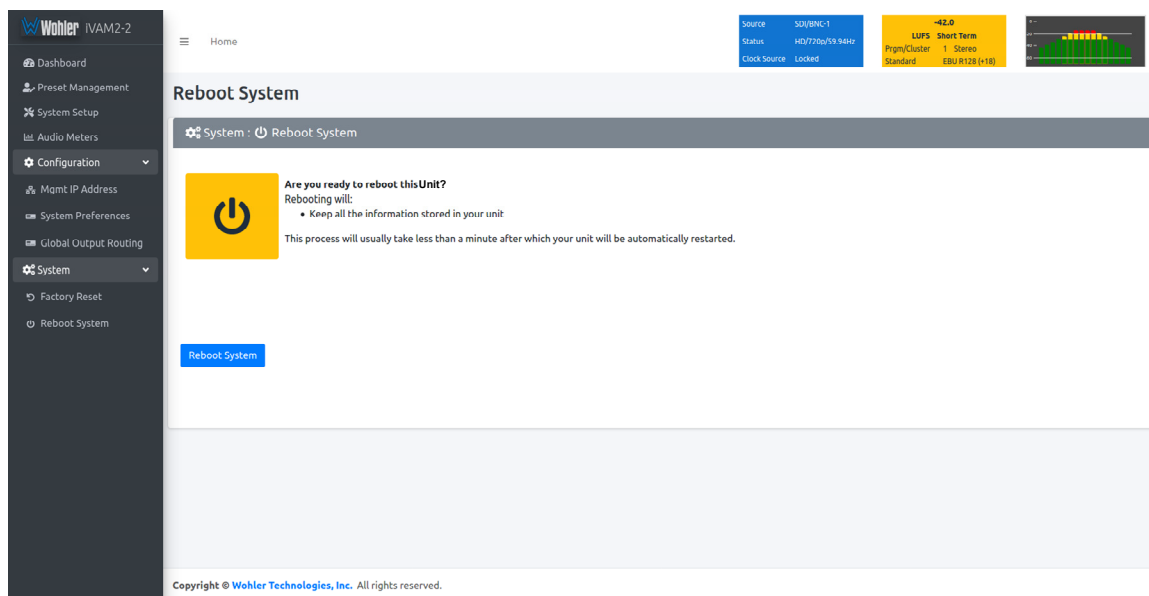 Wohler IVAM2-2
Dashboard
Preset Management
System Setup
Audio Meters
Configuration
Mgmt IP Address
System Preferences
Global Output Routing
System
Factory Reset
Reboot System
Home
Source SDI/BNC-1
Status HD/720p/59.94Hz
Clock Source Locked
-42.0
LUFS Short Term
Prgm/Cluster 1 Stereo
Standard EBU R128 (+18)
Reboot System
System : Reboot System
Are you ready to reboot this Unit?
Rebooting will:
• Keep all the information stored in your unit
This process will usually take less than a minute after which your unit will be automatically restarted.
Reboot System
Copyright © Wohler Technologies, Inc. All rights reserved.